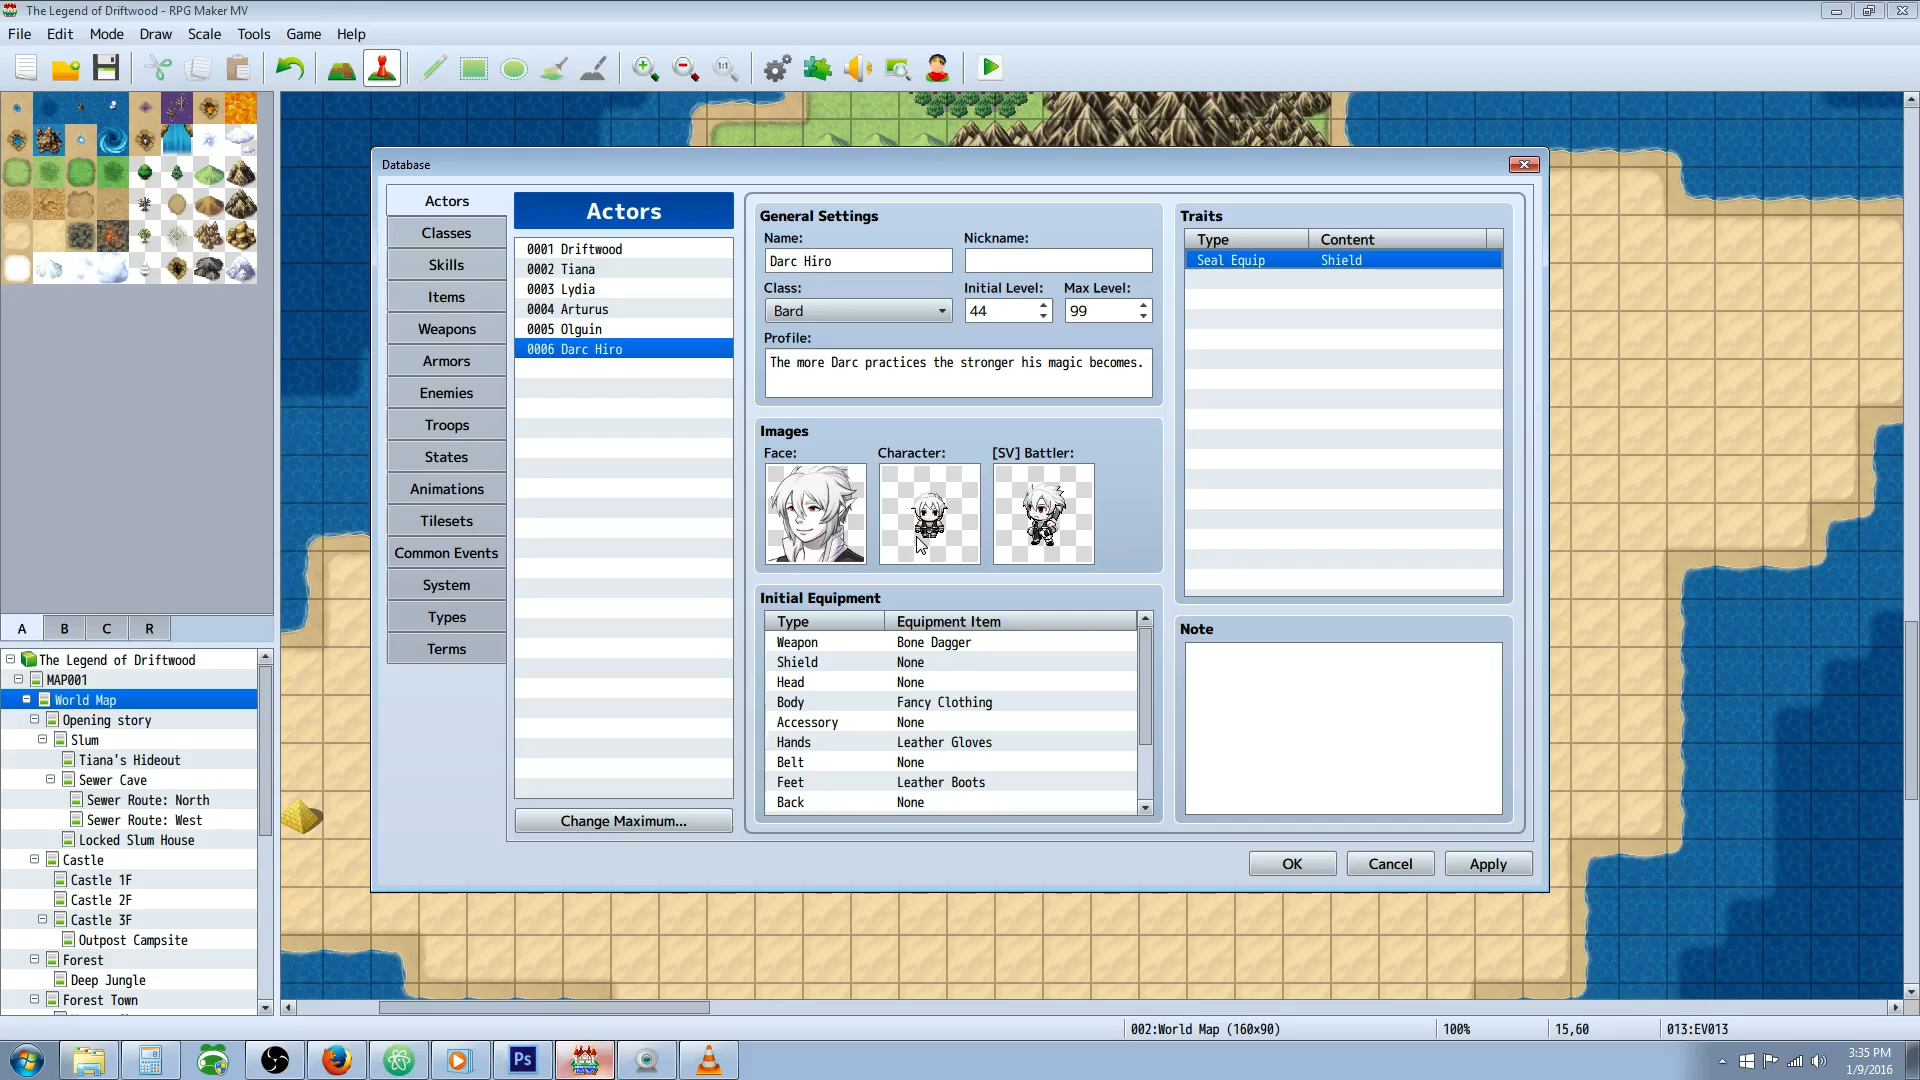 The Legend of Driftwood - RPG Maker MV
File Edit Mode Draw Scale Tools Game Help
1:1
Database
Actors
Classes
Skills
Items
Weapons
Armors
Enemies
Troops
States
Animations
Tilesets
Common Events
System
Types
Terms
Actors
0001 Driftwood
0002 Tiana
0003 Lydia
0004 Arturus
0005 Olguin
0006 Darc Hiro
Change Maximum...
General Settings
Name: Nickname:
Darc Hiro
Class: Initial Level: Max Level:
Bard 44 99
Profile:
The more Darc practices the stronger his magic becomes.
Images
Face: Character: [SV] Battler:
Initial Equipment
Type Equipment Item
Weapon Bone Dagger
Shield None
Head None
Body Fancy Clothing
Accessory None
Hands Leather Gloves
Belt None
Feet Leather Boots
Back None
Traits
Type Content
Seal Equip Shield
Note
OK Cancel Apply
A B C R
The Legend of Driftwood
MAP001
World Map
Opening story
Slum
Tiana's Hideout
Sewer Cave
Sewer Route: North
Sewer Route: West
Locked Slum House
Castle
Castle 1F
Castle 2F
Castle 3F
Outpost Campsite
Forest
Deep Jungle
Forest Town
002:World Map (160x90) 100% 15,60 013:EV013
Ps
3:35 PM
1/9/2016